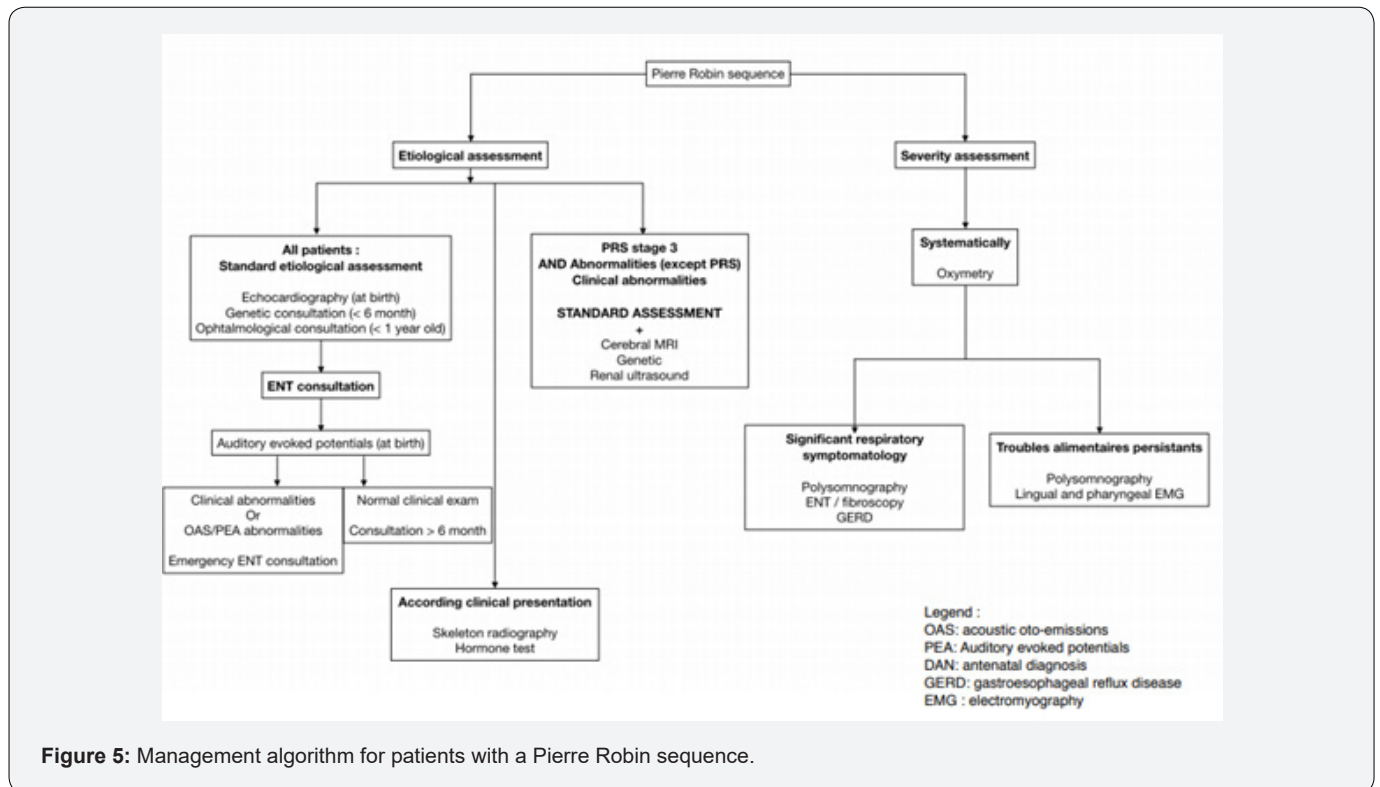 Pierre Robin sequence
Etiological assessment
Severity assessment
All patients :
Standard etiological assessment
Echocardiography (at birth)
Genetic consultation (< 6 month)
Ophtalmological consultation (< 1 year old)
PRS stage 3
AND Abnormalities (except PRS)
Clinical abnormalities
STANDARD ASSESSMENT
+
Cerebral MRI
Genetic
Renal ultrasound
Systematically
Oxymetry
ENT consultation
Auditory evoked potentials (at birth)
Clinical abnormalities
Or
OAS/PEA abnormalities
Emergency ENT consultation
Normal clinical exam
Consultation > 6 month
According clinical presentation
Skeleton radiography
Hormone test
Significant respiratory
symptomatology
Polysomnography
ENT / fibroscopy
GERD
Troubles alimentaires persistants
Polysomnography
Lingual and pharyngeal EMG
Legend :
OAS: acoustic oto-emissions
PEA: Auditory evoked potentials
DAN: antenatal diagnosis
GERD: gastroesophageal reflux disease
EMG : electromyography
Figure 5: Management algorithm for patients with a Pierre Robin sequence.